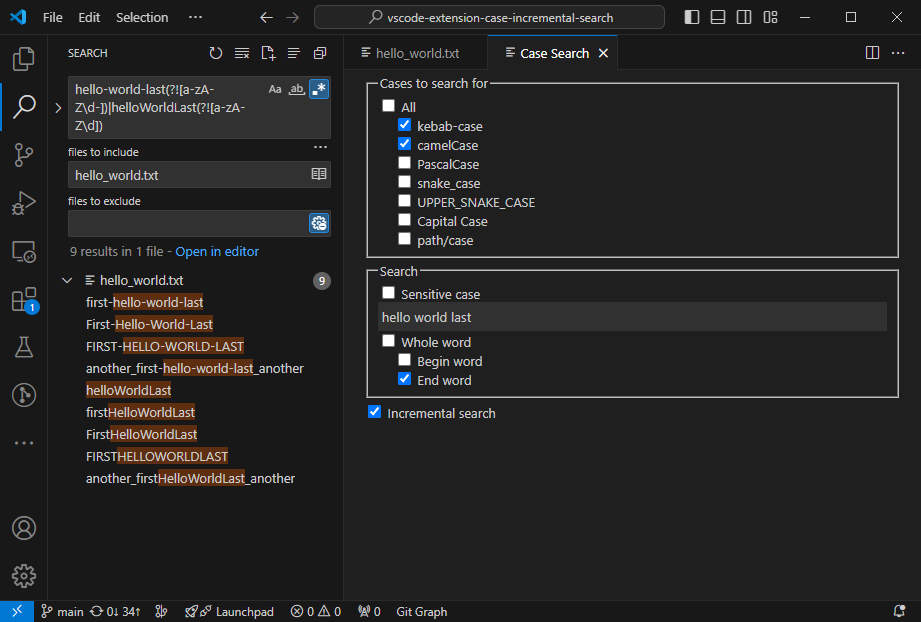 File Edit Selection ··· vscode-extension-case-incremental-search
SEARCH
hello-world-last(?![a-zA-
Z\d-])|helloWorldLast(?![a-zA-
Z\d])
Aa ab .*
files to include
hello_world.txt
files to exclude
9 results in 1 file - Open in editor
hello_world.txt 9
first-hello-world-last
First-Hello-World-Last
FIRST-HELLO-WORLD-LAST
another_first-hello-world-last_another
helloWorldLast
firstHelloWorldLast
FirstHelloWorldLast
FIRSTHELLOWORLDLAST
another_firstHelloWorldLast_another
1
hello_world.txt Case Search
Cases to search for
All
kebab-case
camelCase
PascalCase
snake_case
UPPER_SNAKE_CASE
Capital Case
path/case
Search
Sensitive case
hello world last
Whole word
Begin word
End word
Incremental search
main 0↓ 34↑ Launchpad 0 0 0 Git Graph